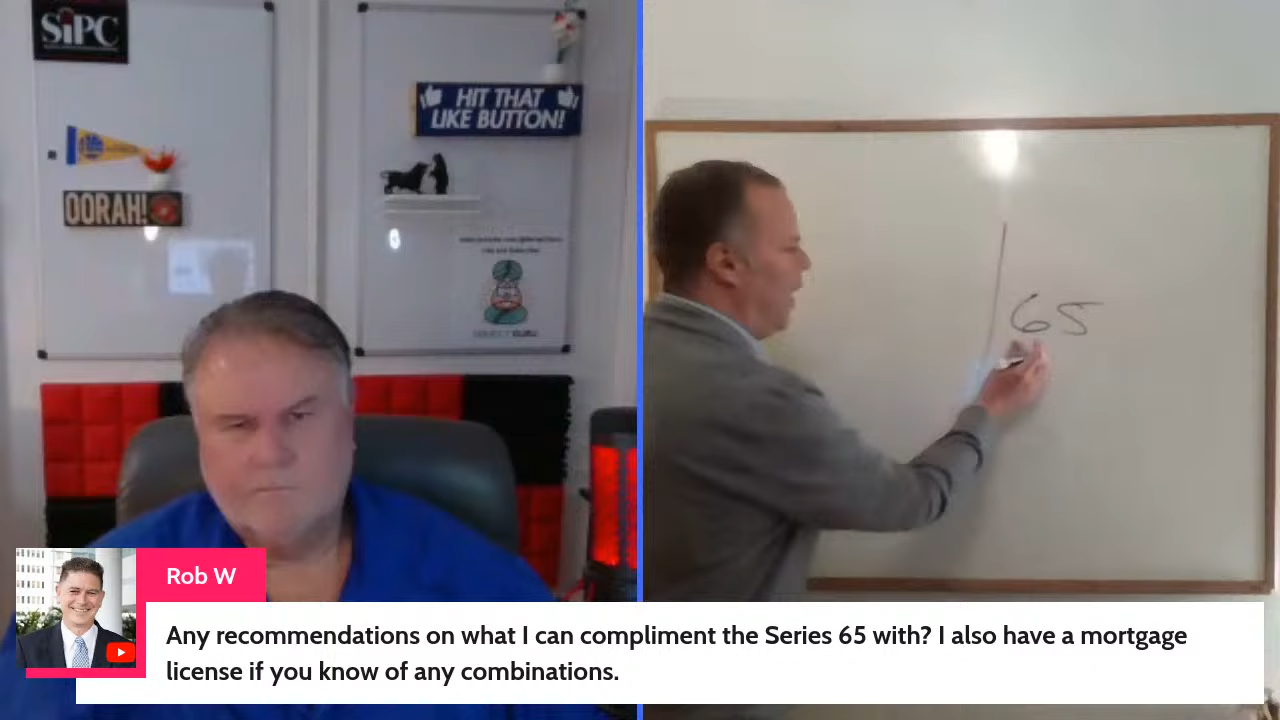 SiPC
HIT THAT
LIKE BUTTON!
OORAH!
65
Rob W
Any recommendations on what I can compliment the Series 65 with? I also have a mortgage
license if you know of any combinations.